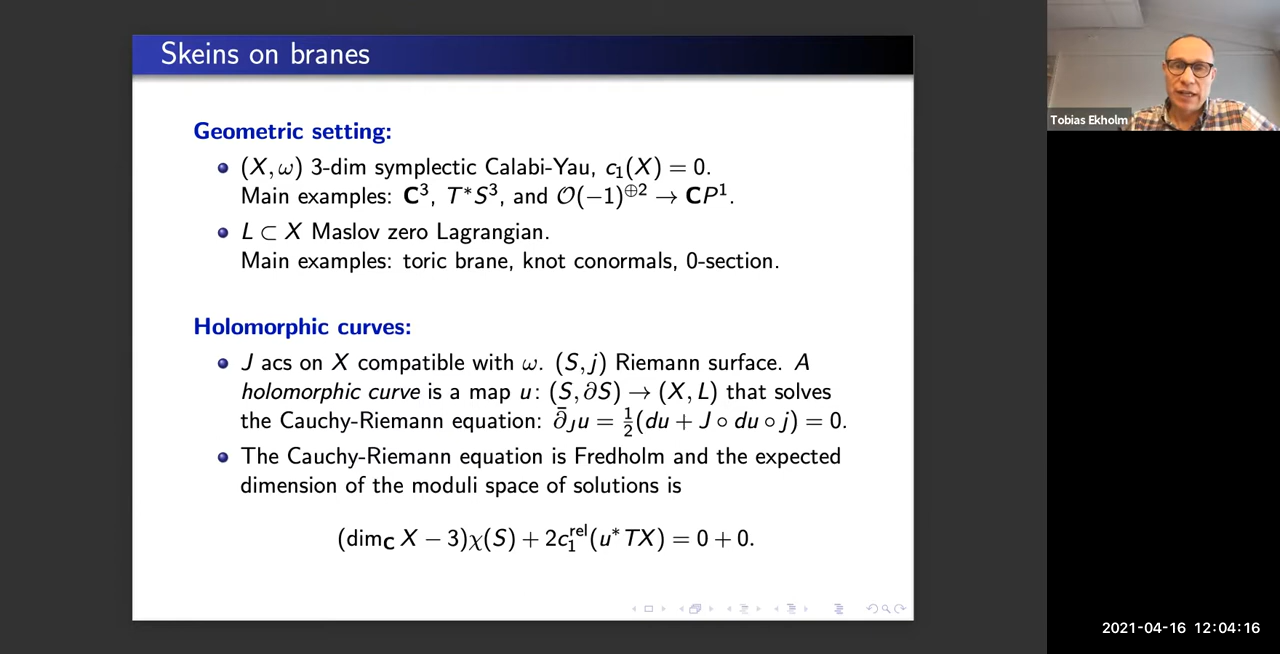 Skeins on branes
Geometric setting:
(X, ω) 3-dim symplectic Calabi-Yau, c₁(X) = 0.
Main examples: C³, T*S³, and 𝒪(−1)^⊕2 → CP¹.
L ⊂ X Maslov zero Lagrangian.
Main examples: toric brane, knot conormals, 0-section.
Holomorphic curves:
J acs on X compatible with ω. (S, j) Riemann surface. A
holomorphic curve is a map u: (S, ∂S) → (X, L) that solves
the Cauchy-Riemann equation: ∂̄_J u = ½(du + J ∘ du ∘ j) = 0.
The Cauchy-Riemann equation is Fredholm and the expected
dimension of the moduli space of solutions is
(dim_C X − 3)χ(S) + 2c₁^rel(u*TX) = 0 + 0.
Tobias Ekholm
2021-04-16 12:04:16